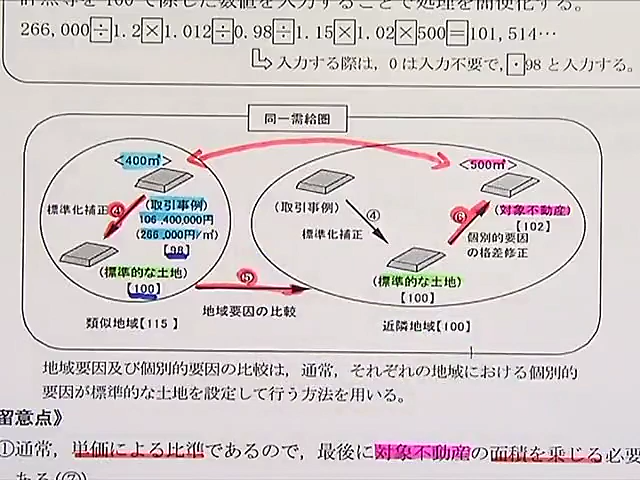 計点等を100で除した数値を入力することで処理を簡便化する。
266,000÷1.2×1.012÷0.98÷1.15×1.02×500=101,514…
入力する際は，0は入力不要で，・98と入力する。
同一需給圏
<400㎡>
<500㎡>
(取引事例)
106,400,000円
(266,000円/㎡)
[98]
標準化補正④
(標準的な土地)
[100]
類似地域【115】
⑤
地域要因の比較
(取引事例)
標準化補正
④
(標準的な土地)
[100]
⑥
(対象不動産)
[102]
個別的要因
の格差修正
近隣地域[100]
地域要因及び個別的要因の比較は，通常，それぞれの地域における個別的
要因が標準的な土地を設定して行う方法を用いる。
留意点》
①通常，単価による比準であるので，最後に対象不動産の面積を乗じる必要
ある(⑦)